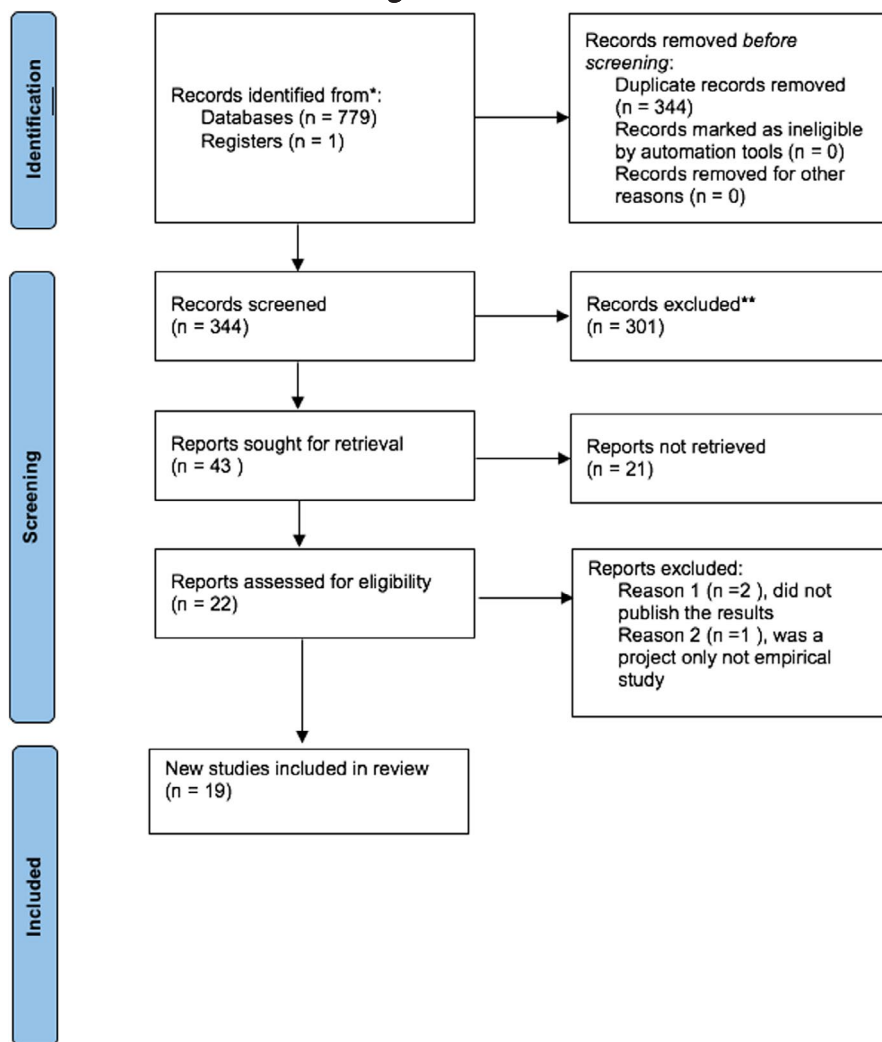 Identification
Records identified from*:
Databases (n = 779)
Registers (n = 1)
Records removed before
screening:
Duplicate records removed
(n = 344)
Records marked as ineligible
by automation tools (n = 0)
Records removed for other
reasons (n = 0)
Screening
Records screened
(n = 344)
Records excluded**
(n = 301)
Reports sought for retrieval
(n = 43 )
Reports not retrieved
(n = 21)
Reports assessed for eligibility
(n = 22)
Reports excluded:
Reason 1 (n =2 ), did not
publish the results
Reason 2 (n =1 ), was a
project only not empirical
study
Included
New studies included in review
(n = 19)